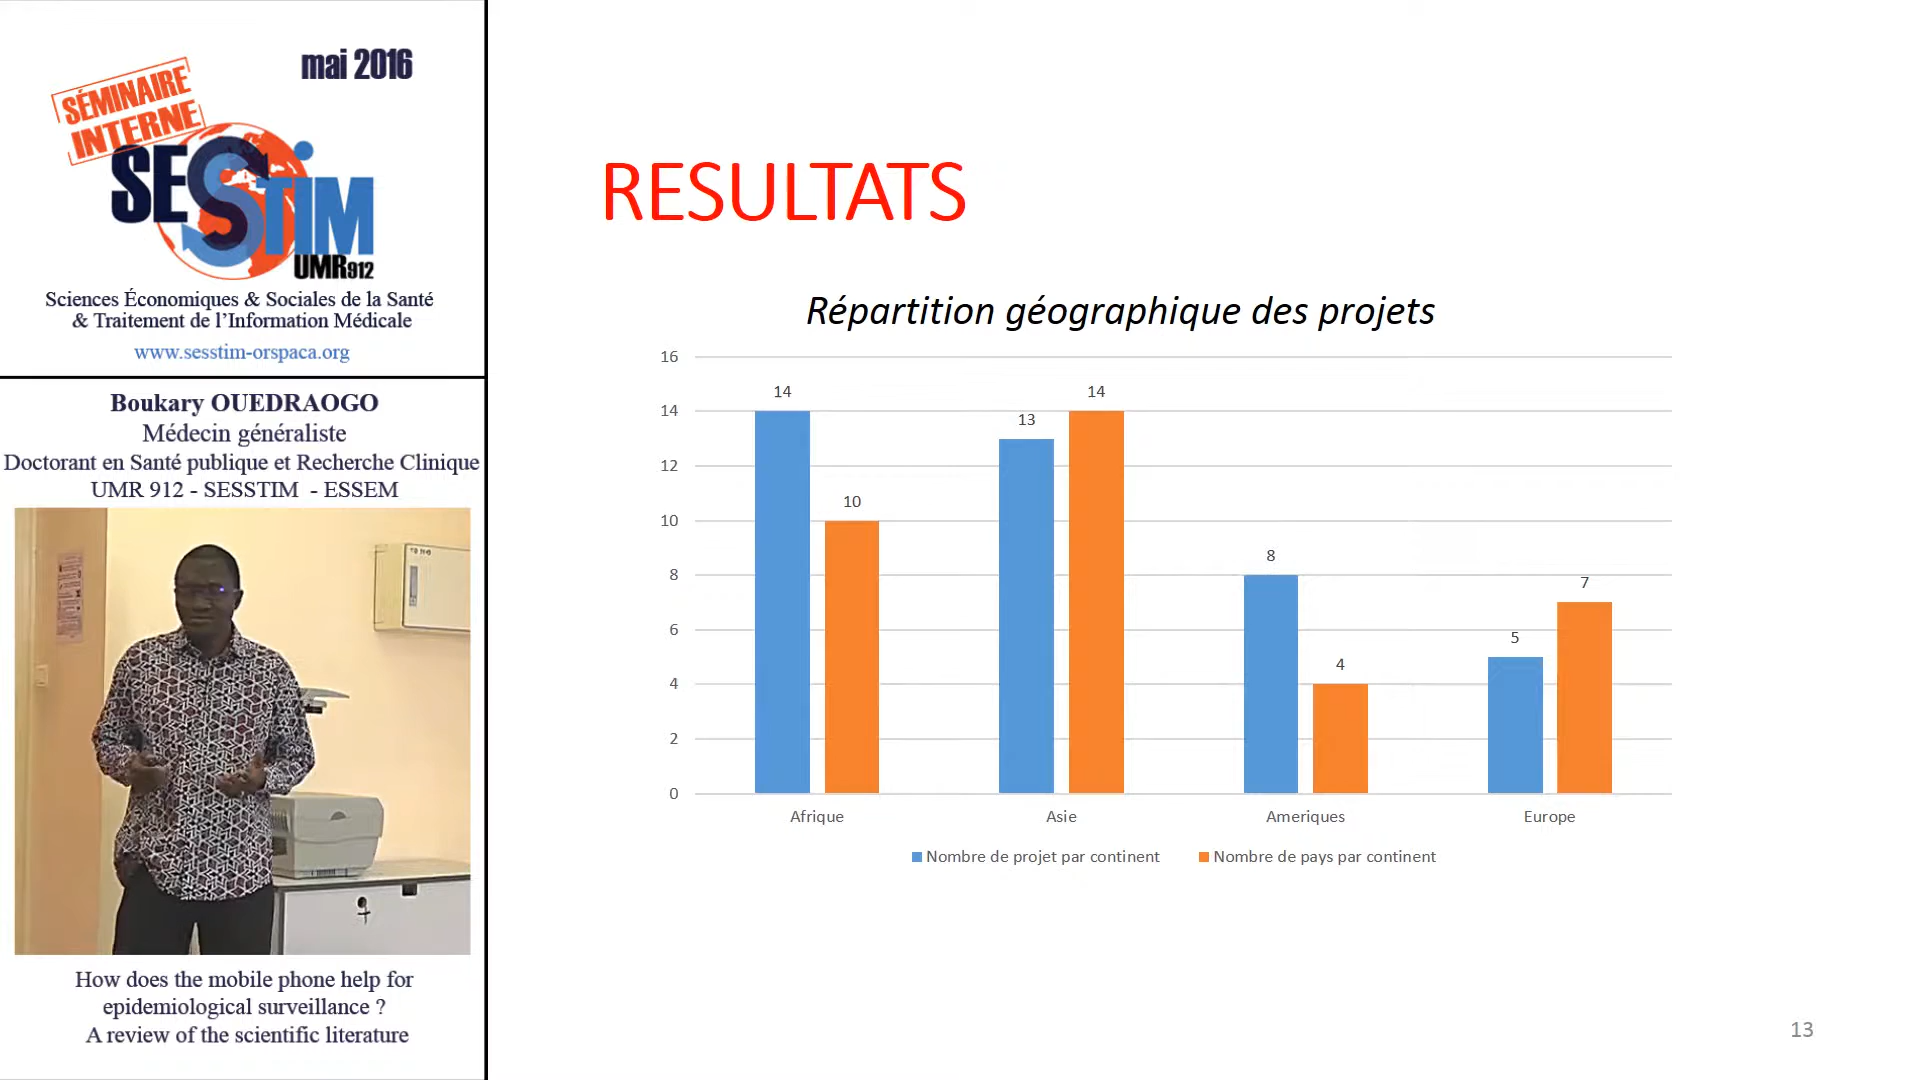 mai 2016
SÉMINAIRE
INTERNE
SESSTIM
UMR912
Sciences Économiques & Sociales de la Santé
& Traitement de l’Information Médicale
www.sesstim-orspaca.org
Boukary OUEDRAOGO
Médecin généraliste
Doctorant en Santé publique et Recherche Clinique
UMR 912 - SESSTIM - ESSEM
How does the mobile phone help for
epidemiological surveillance ?
A review of the scientific literature
RESULTATS
Répartition géographique des projets
16
14
12
10
8
6
4
2
0
14
10
13
14
8
4
5
7
Afrique
Asie
Ameriques
Europe
Nombre de projet par continent
Nombre de pays par continent
13